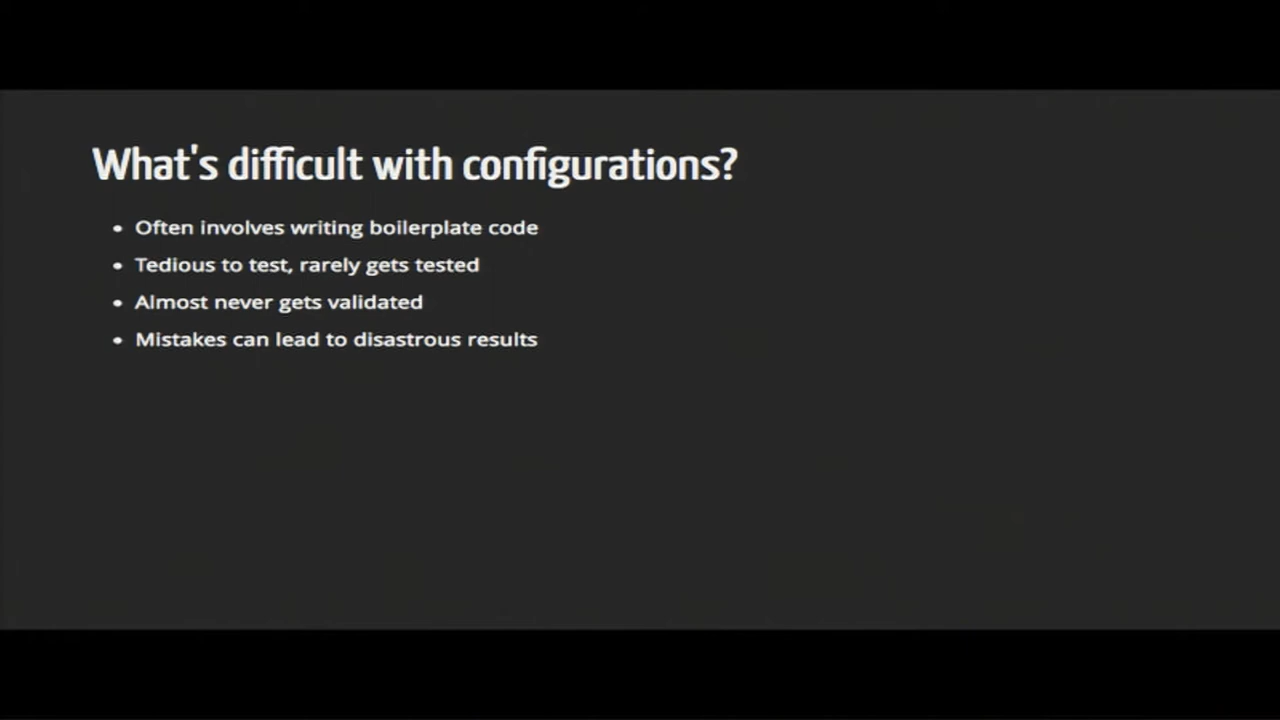 What's difficult with configurations?
• Often involves writing boilerplate code
• Tedious to test, rarely gets tested
• Almost never gets validated
• Mistakes can lead to disastrous results